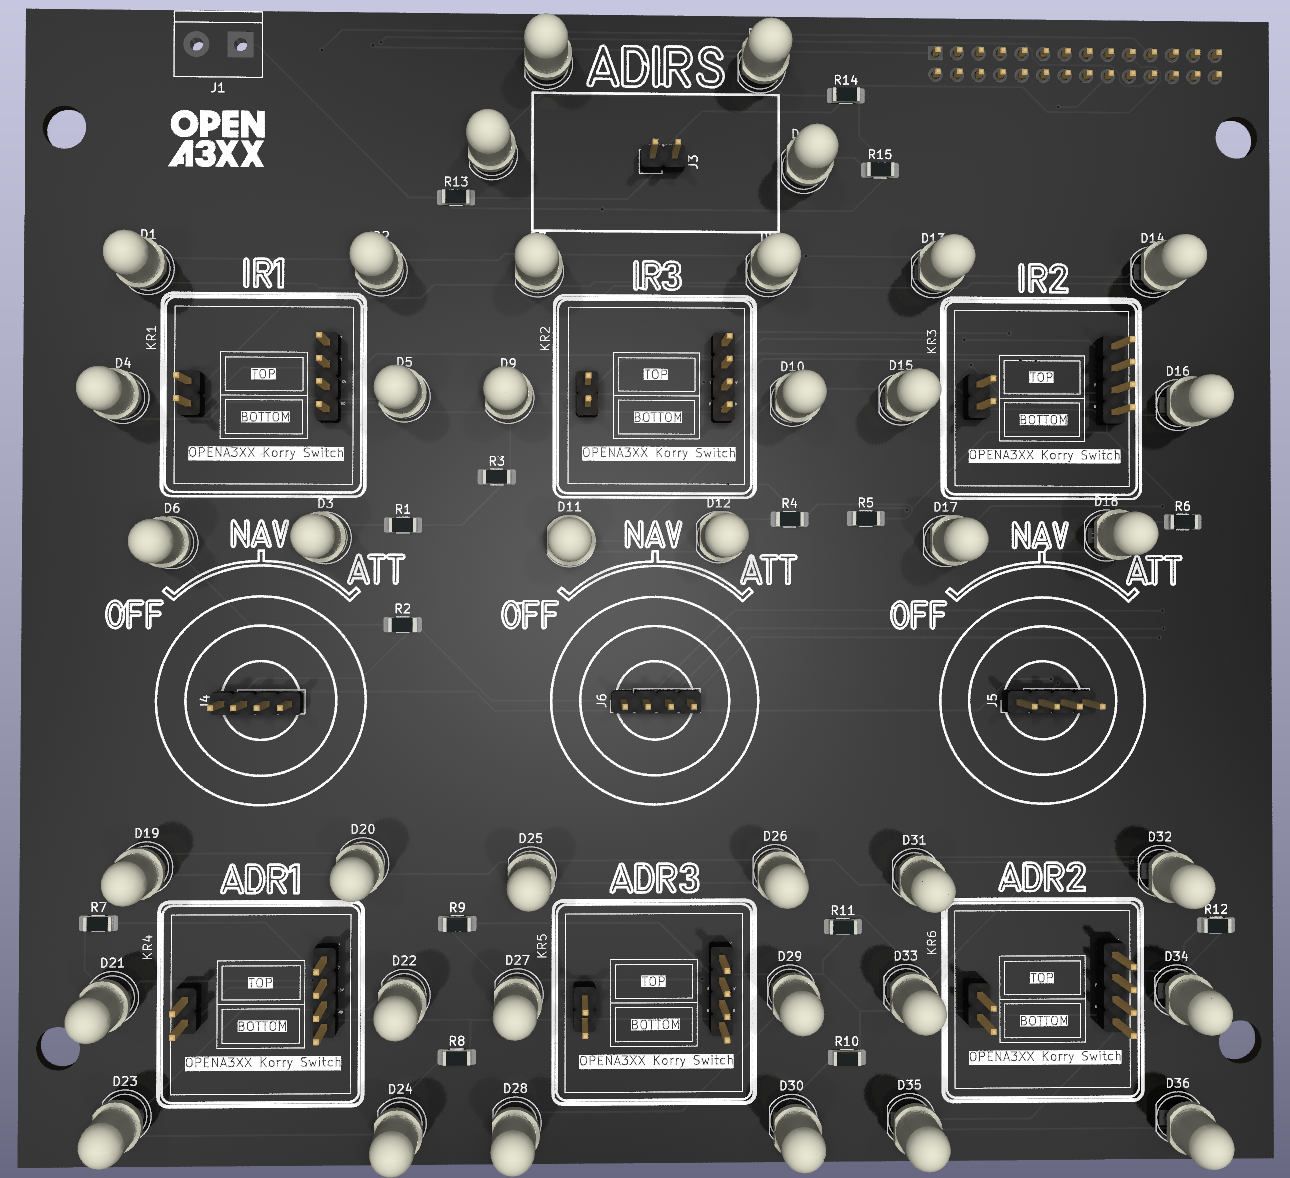 J1
ADIRS
R14
OPEN
A3XX
J3
R15
R13
D1
D13
D14
IR1
IR3
IR2
KR1
KR2
KR3
D4
D5
D9
D10
D15
D16
TOP
TOP
TOP
BOTTOM
BOTTOM
BOTTOM
OPENA3XX Korry Switch
OPENA3XX Korry Switch
OPENA3XX Korry Switch
R3
D6
D3
R1
D11
D12
R4
R5
D17
D18
R6
NAV
NAV
NAV
ATT
ATT
ATT
OFF
OFF
OFF
R2
J4
J6
J5
D19
D20
D25
D26
D31
D32
ADR1
ADR3
ADR2
R7
R9
R11
R12
KR4
KR5
KR6
D21
D22
D27
D29
D33
D34
TOP
TOP
TOP
BOTTOM
BOTTOM
BOTTOM
OPENA3XX Korry Switch
OPENA3XX Korry Switch
OPENA3XX Korry Switch
R8
R10
D23
D24
D28
D30
D35
D36